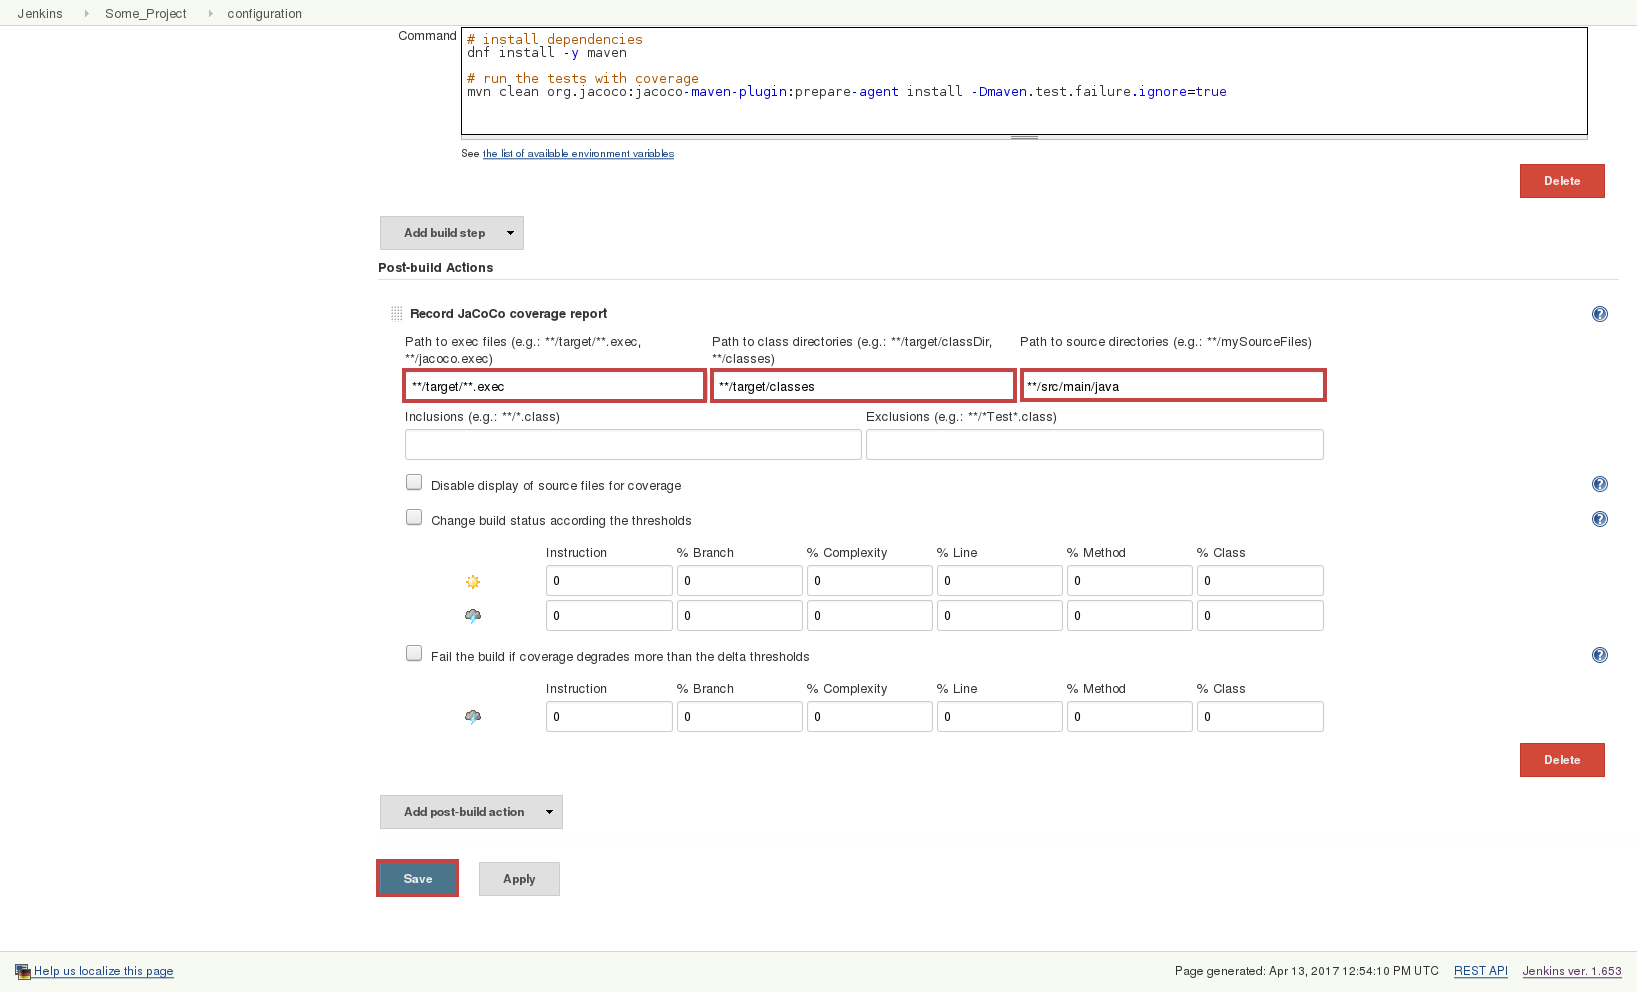 Jenkins Some_Project configuration
Command
# install dependencies
dnf install -y maven
# run the tests with coverage
mvn clean org.jacoco:jacoco-maven-plugin:prepare-agent install -Dmaven.test.failure.ignore=true
See the list of available environment variables
Delete
Add build step
Post-build Actions
Record JaCoCo coverage report
?
Path to exec files (e.g.: **/target/**.exec, **/jacoco.exec)
Path to class directories (e.g.: **/target/classDir, **/classes)
Path to source directories (e.g.: **/mySourceFiles)
**/target/**.exec **/target/classes **/src/main/java
Inclusions (e.g.: **/*.class) Exclusions (e.g.: **/*Test*.class)
Disable display of source files for coverage ?
Change build status according the thresholds ?
Instruction % Branch % Complexity % Line % Method % Class
0 0 0 0 0 0
0 0 0 0 0 0
Fail the build if coverage degrades more than the delta thresholds ?
Instruction % Branch % Complexity % Line % Method % Class
0 0 0 0 0 0
Delete
Add post-build action
Save Apply
Help us localize this page Page generated: Apr 13, 2017 12:54:10 PM UTC REST API Jenkins ver. 1.653